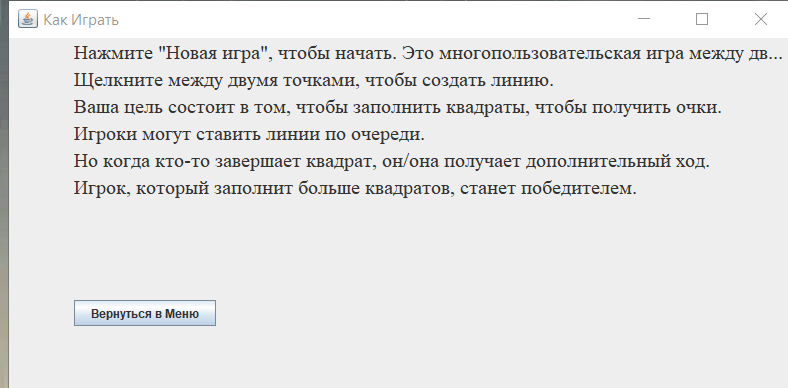 Как Играть
Нажмите "Новая игра", чтобы начать. Это многопользовательская игра между дв...
Щелкните между двумя точками, чтобы создать линию.
Ваша цель состоит в том, чтобы заполнить квадраты, чтобы получить очки.
Игроки могут ставить линии по очереди.
Но когда кто-то завершает квадрат, он/она получает дополнительный ход.
Игрок, который заполнит больше квадратов, станет победителем.
Вернуться в Меню